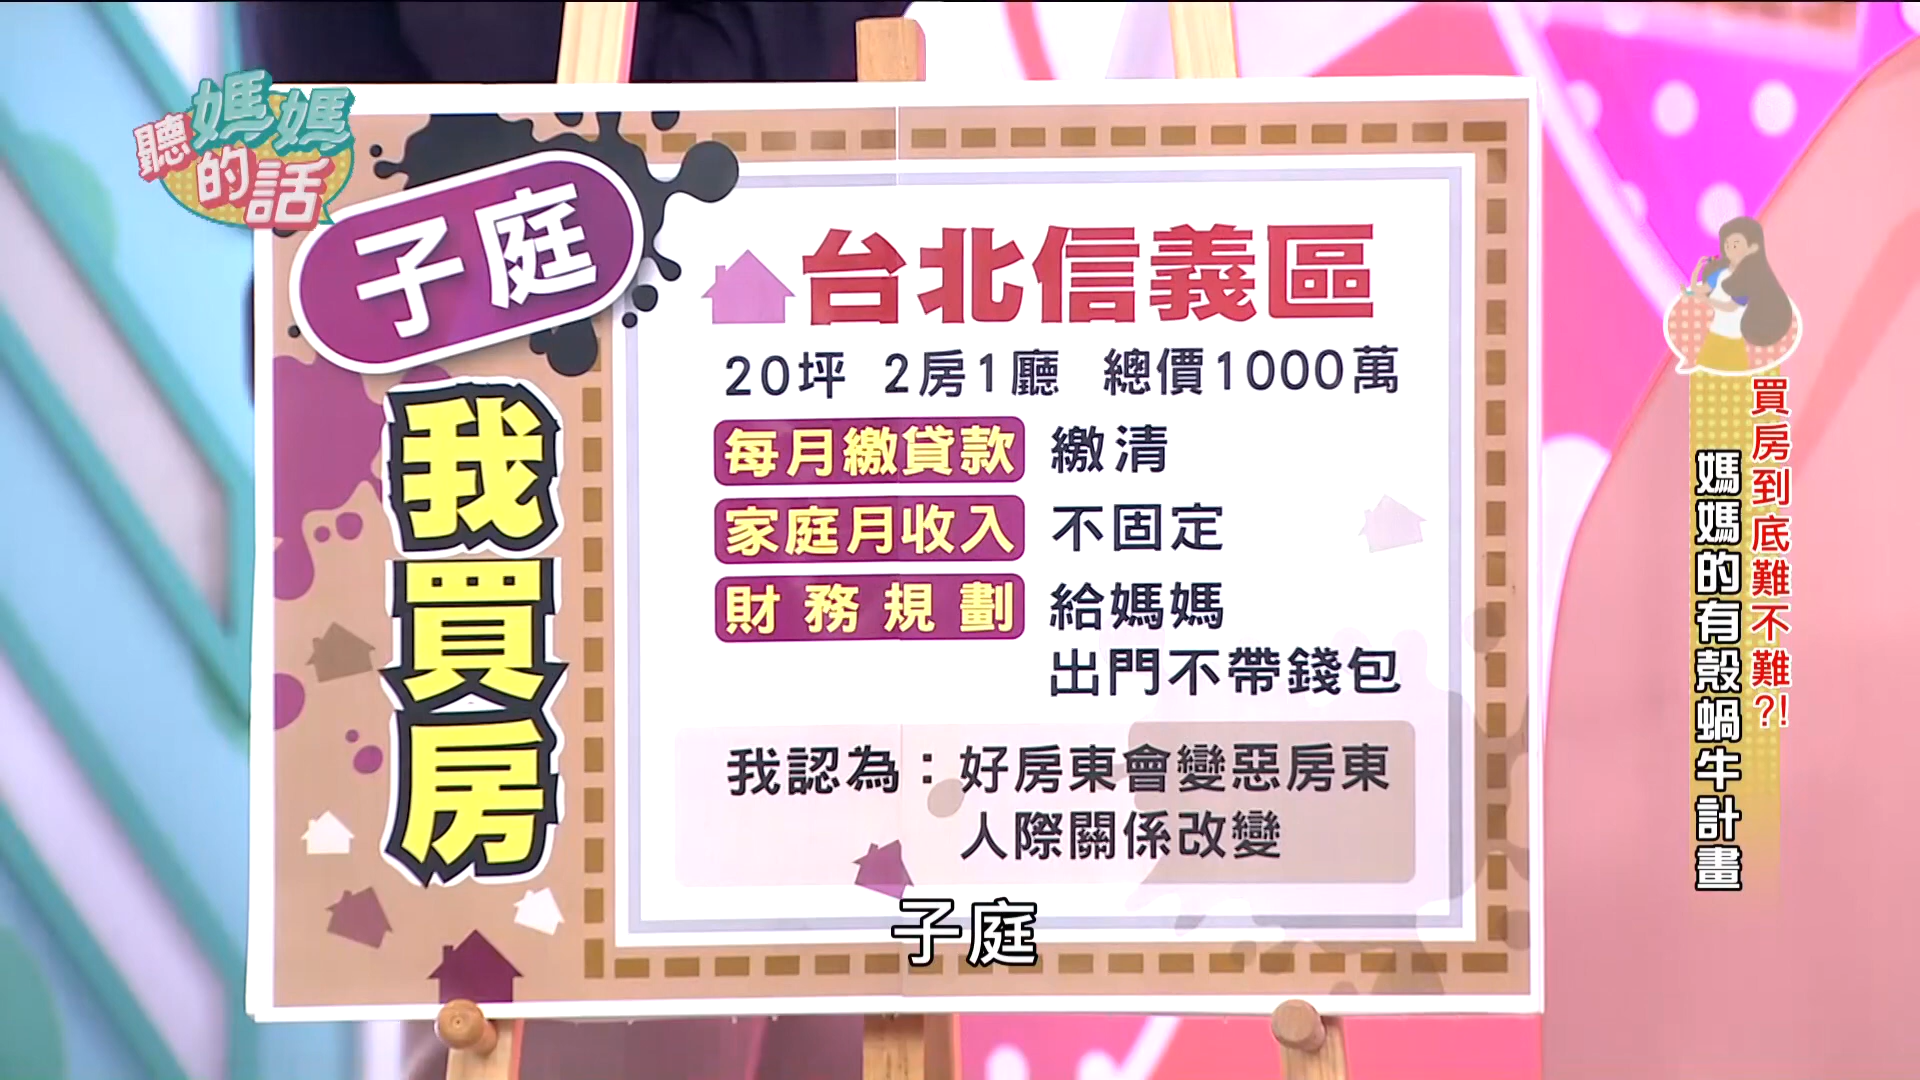 聽媽媽的話
子庭
我買房
台北信義區
20坪 2房1廳 總價1000萬
每月繳貸款 繳清
家庭月收入 不固定
財務規劃 給媽媽
出門不帶錢包
我認為：好房東會變惡房東
人際關係改變
子庭
買房到底難不難?!
媽媽的有殼蝸牛計畫